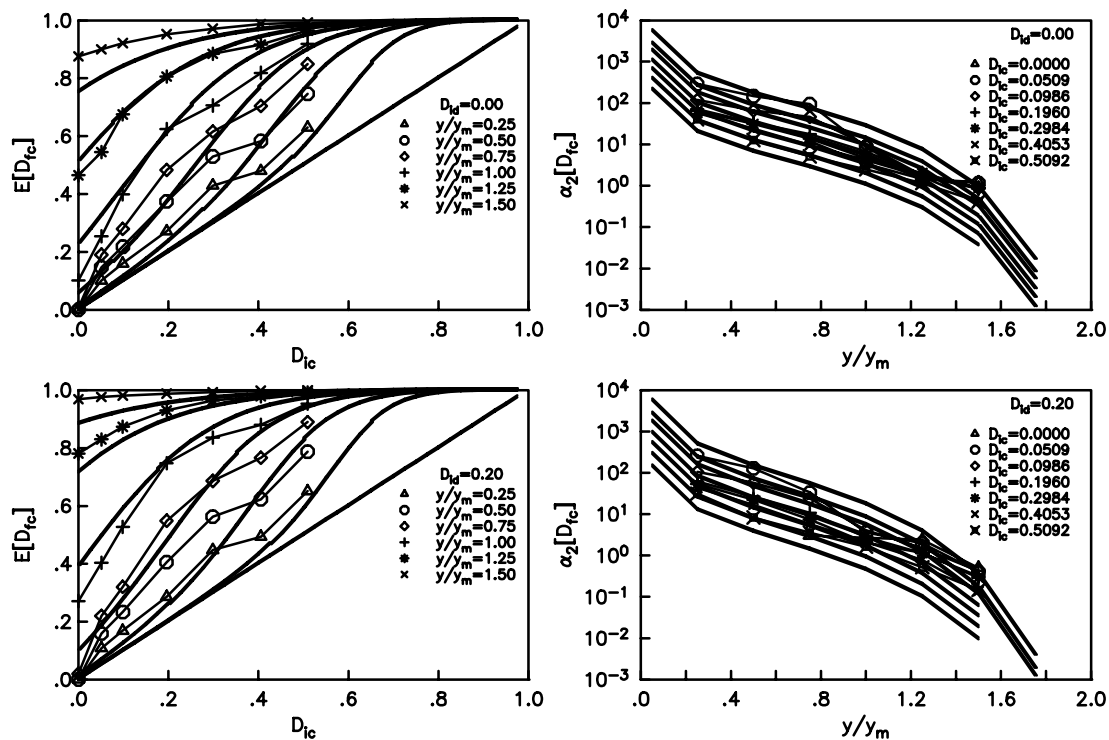 E[D_fc]
1.0
.8
.6
.4
.2
.0
.0
.2
.4
.6
.8
1.0
D_ic
D_id=0.00
y/y_m=0.25
y/y_m=0.50
y/y_m=0.75
y/y_m=1.00
y/y_m=1.25
y/y_m=1.50
α_2[D_fc]
10^4
10^3
10^2
10^1
10^0
10^-1
10^-2
10^-3
.0
.4
.8
1.2
1.6
2.0
y/y_m
D_id=0.00
D_ic=0.0000
D_ic=0.0509
D_ic=0.0986
D_ic=0.1960
D_ic=0.2984
D_ic=0.4053
D_ic=0.5092
E[D_fc]
1.0
.8
.6
.4
.2
.0
.0
.2
.4
.6
.8
1.0
D_ic
D_id=0.20
y/y_m=0.25
y/y_m=0.50
y/y_m=0.75
y/y_m=1.00
y/y_m=1.25
y/y_m=1.50
α_2[D_fc]
10^4
10^3
10^2
10^1
10^0
10^-1
10^-2
10^-3
.0
.4
.8
1.2
1.6
2.0
y/y_m
D_id=0.20
D_ic=0.0000
D_ic=0.0509
D_ic=0.0986
D_ic=0.1960
D_ic=0.2984
D_ic=0.4053
D_ic=0.5092